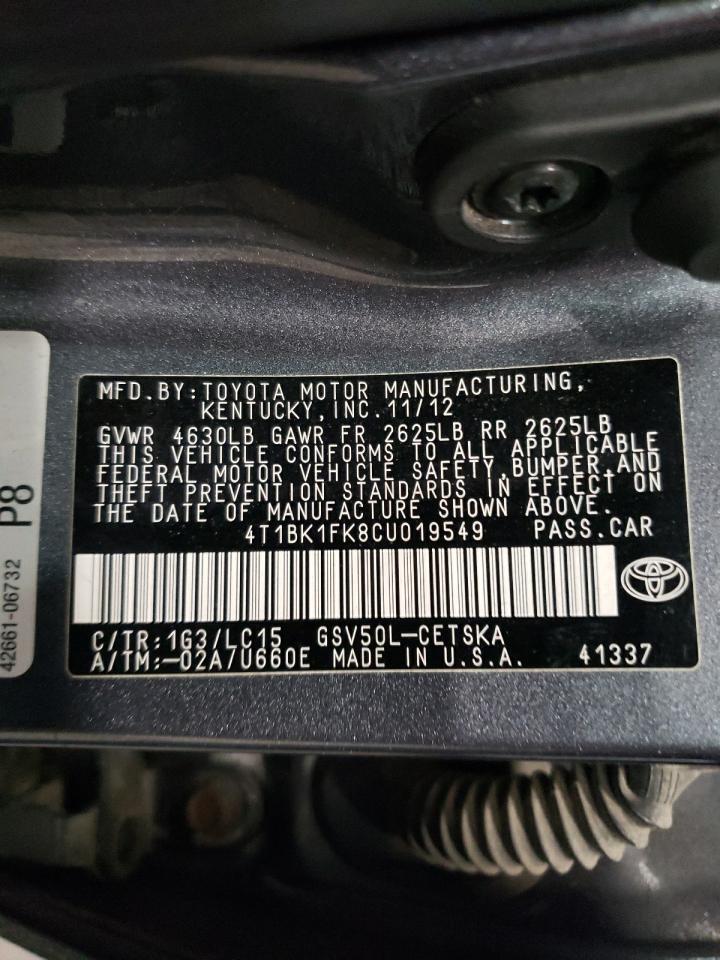 MFD.BY:TOYOTA MOTOR MANUFACTURING,
KENTUCKY,INC.11/12
GVWR 4630LB GAWR FR 2625LB RR 2625LB
THIS VEHICLE CONFORMS TO ALL APPLICABLE
FEDERAL MOTOR VEHICLE SAFETY,BUMPER,AND
THEFT PREVENTION STANDARDS IN EFFECT ON
THE DATE OF MANUFACTURE SHOWN ABOVE.
4T1BK1FK8CU019549 PASS.CAR
C/TR:1G3/LC15 GSV50L-CETSKA
A/TM:-02A/U660E MADE IN U.S.A. 41337
42661-06732
P8